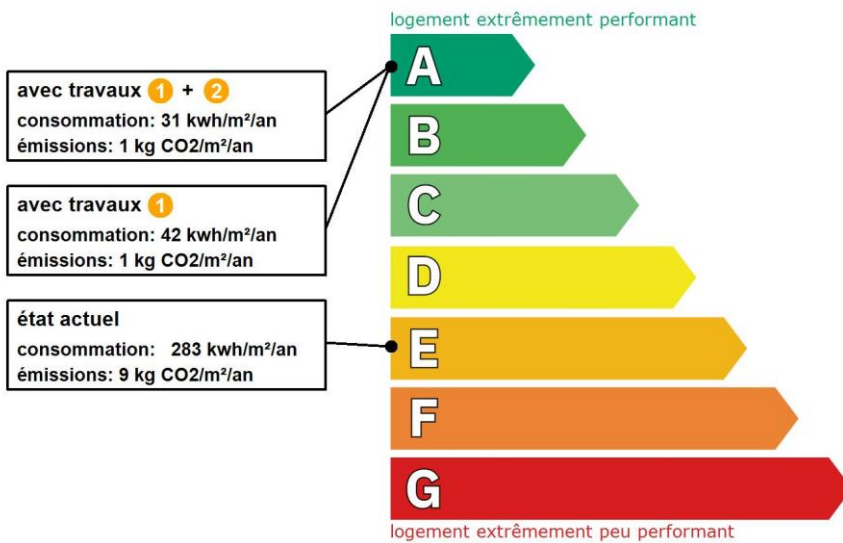 logement extrêmement performant
A
avec travaux 1 + 2
consommation: 31 kwh/m²/an
émissions: 1 kg CO2/m²/an
B
avec travaux 1
consommation: 42 kwh/m²/an
émissions: 1 kg CO2/m²/an
C
D
état actuel
consommation: 283 kwh/m²/an
émissions: 9 kg CO2/m²/an
E
F
G
logement extrêmement peu performant